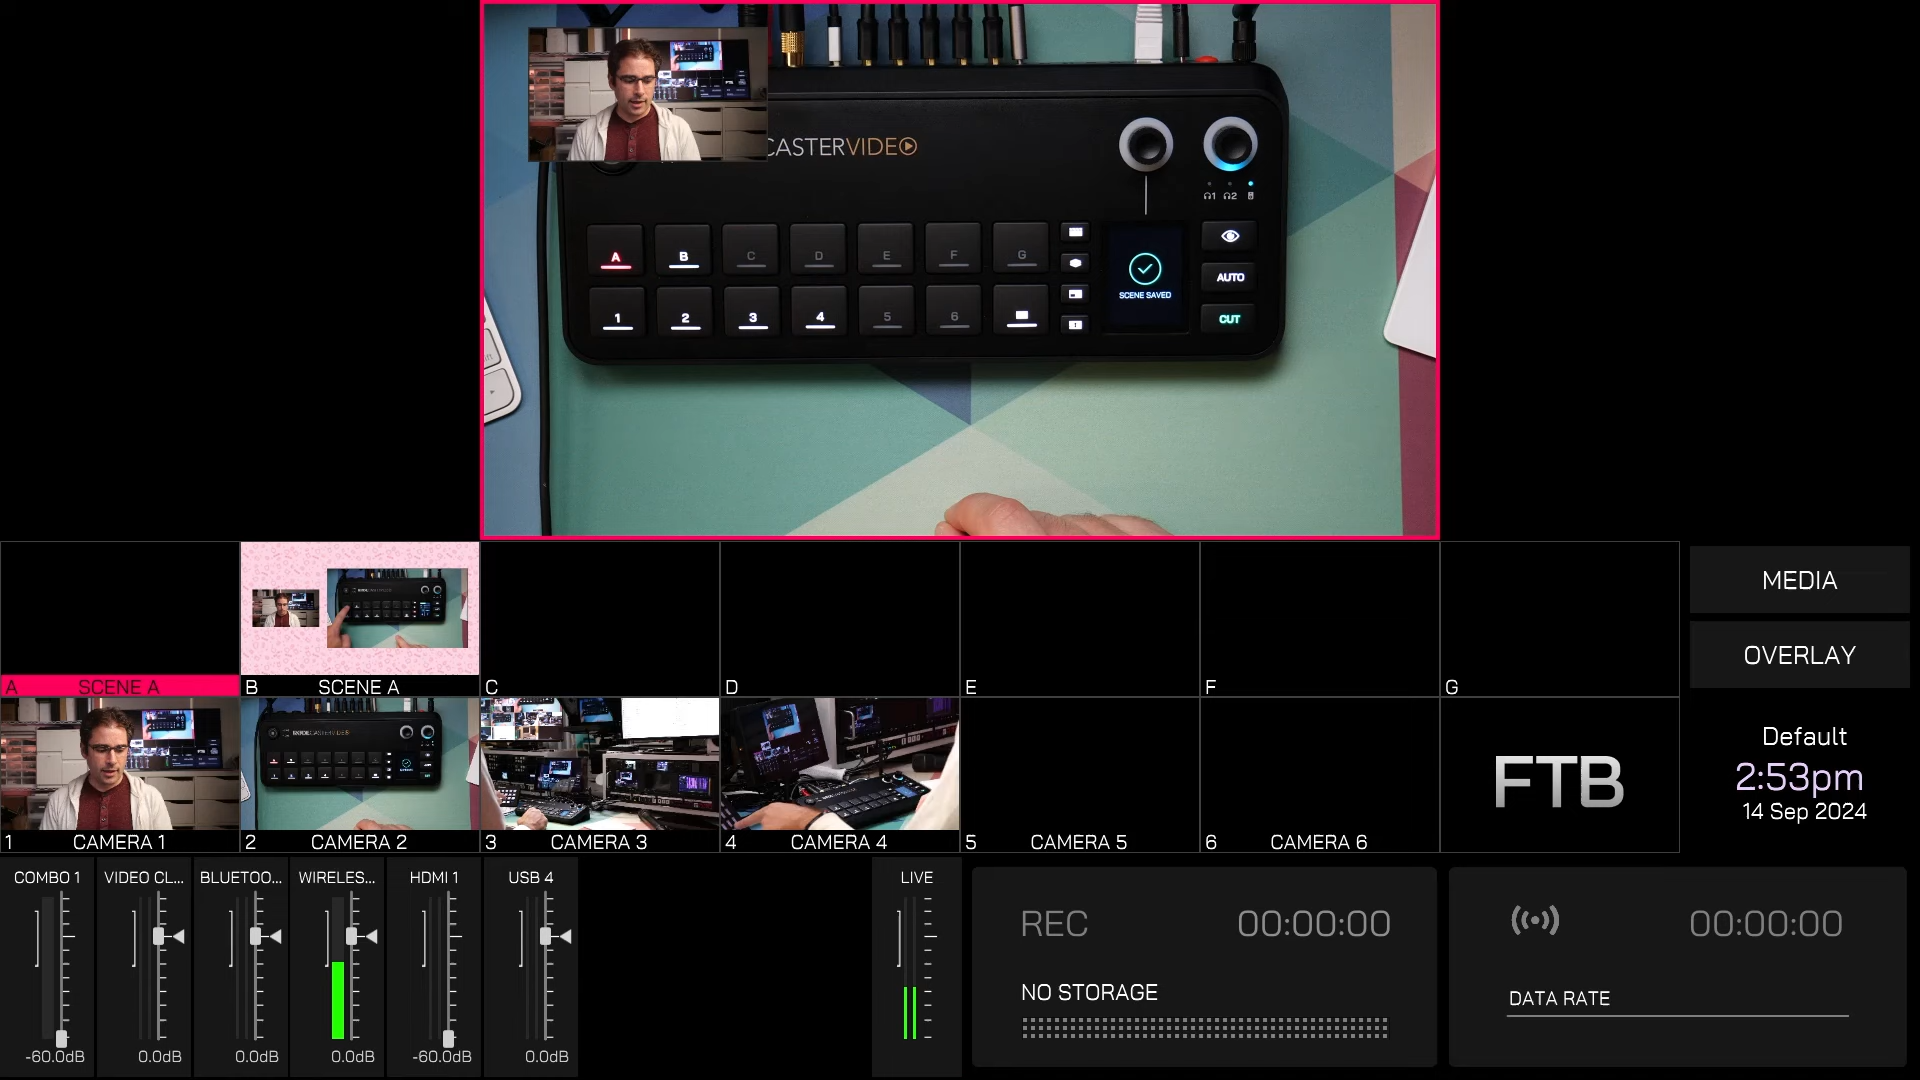 CASTERVIDEO
1 2
A B C D E F G
SCENE SAVED
AUTO
1 2 3 4 5 6
CUT
A SCENE A
B SCENE A
C
D
E
F
G
MEDIA
OVERLAY
1 CAMERA 1
2 CAMERA 2
3 CAMERA 3
4 CAMERA 4
5 CAMERA 5
6 CAMERA 6
FTB
Default
2:53pm
14 Sep 2024
COMBO 1
VIDEO CL...
BLUETOO...
WIRELES...
HDMI 1
USB 4
LIVE
-60.0dB
0.0dB
0.0dB
0.0dB
-60.0dB
0.0dB
REC 00:00:00
NO STORAGE
00:00:00
DATA RATE